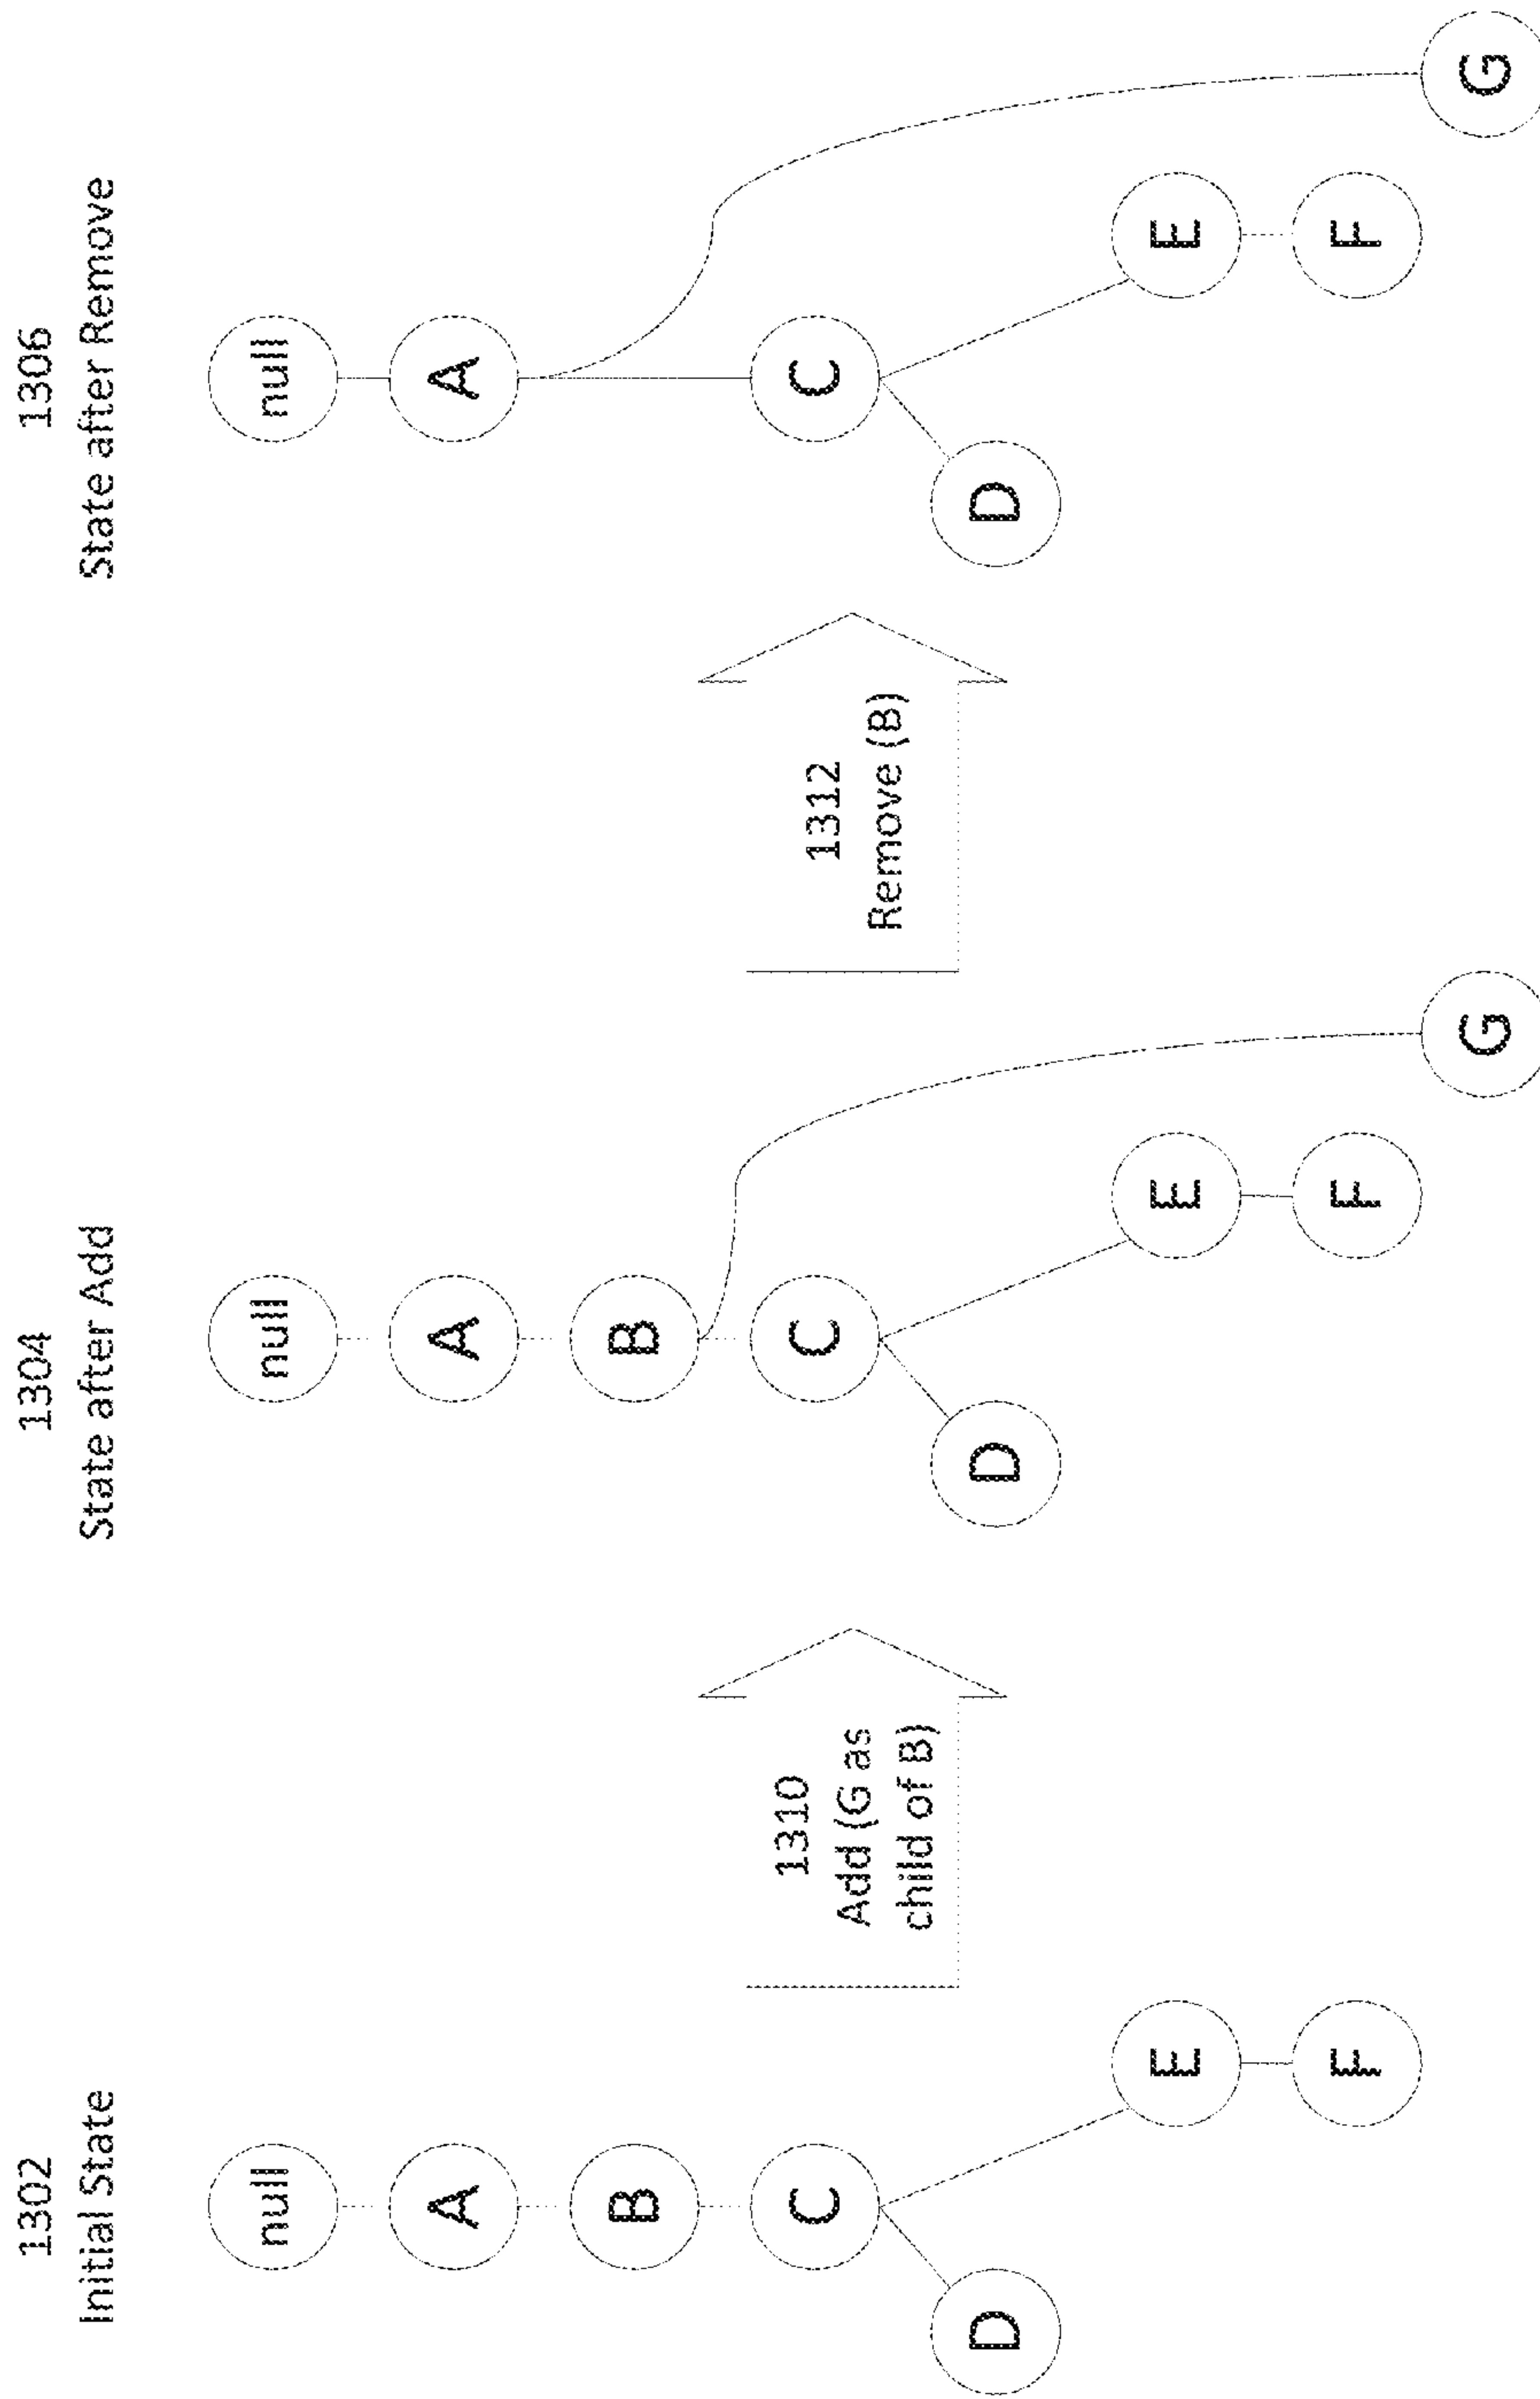 1302
Initial State
null
A
B
C
D
E
F
1310
Add (G as
child of B)
1304
State after Add
null
A
B
C
D
E
F
G
1312
Remove (B)
1306
State after Remove
null
A
C
D
E
F
G